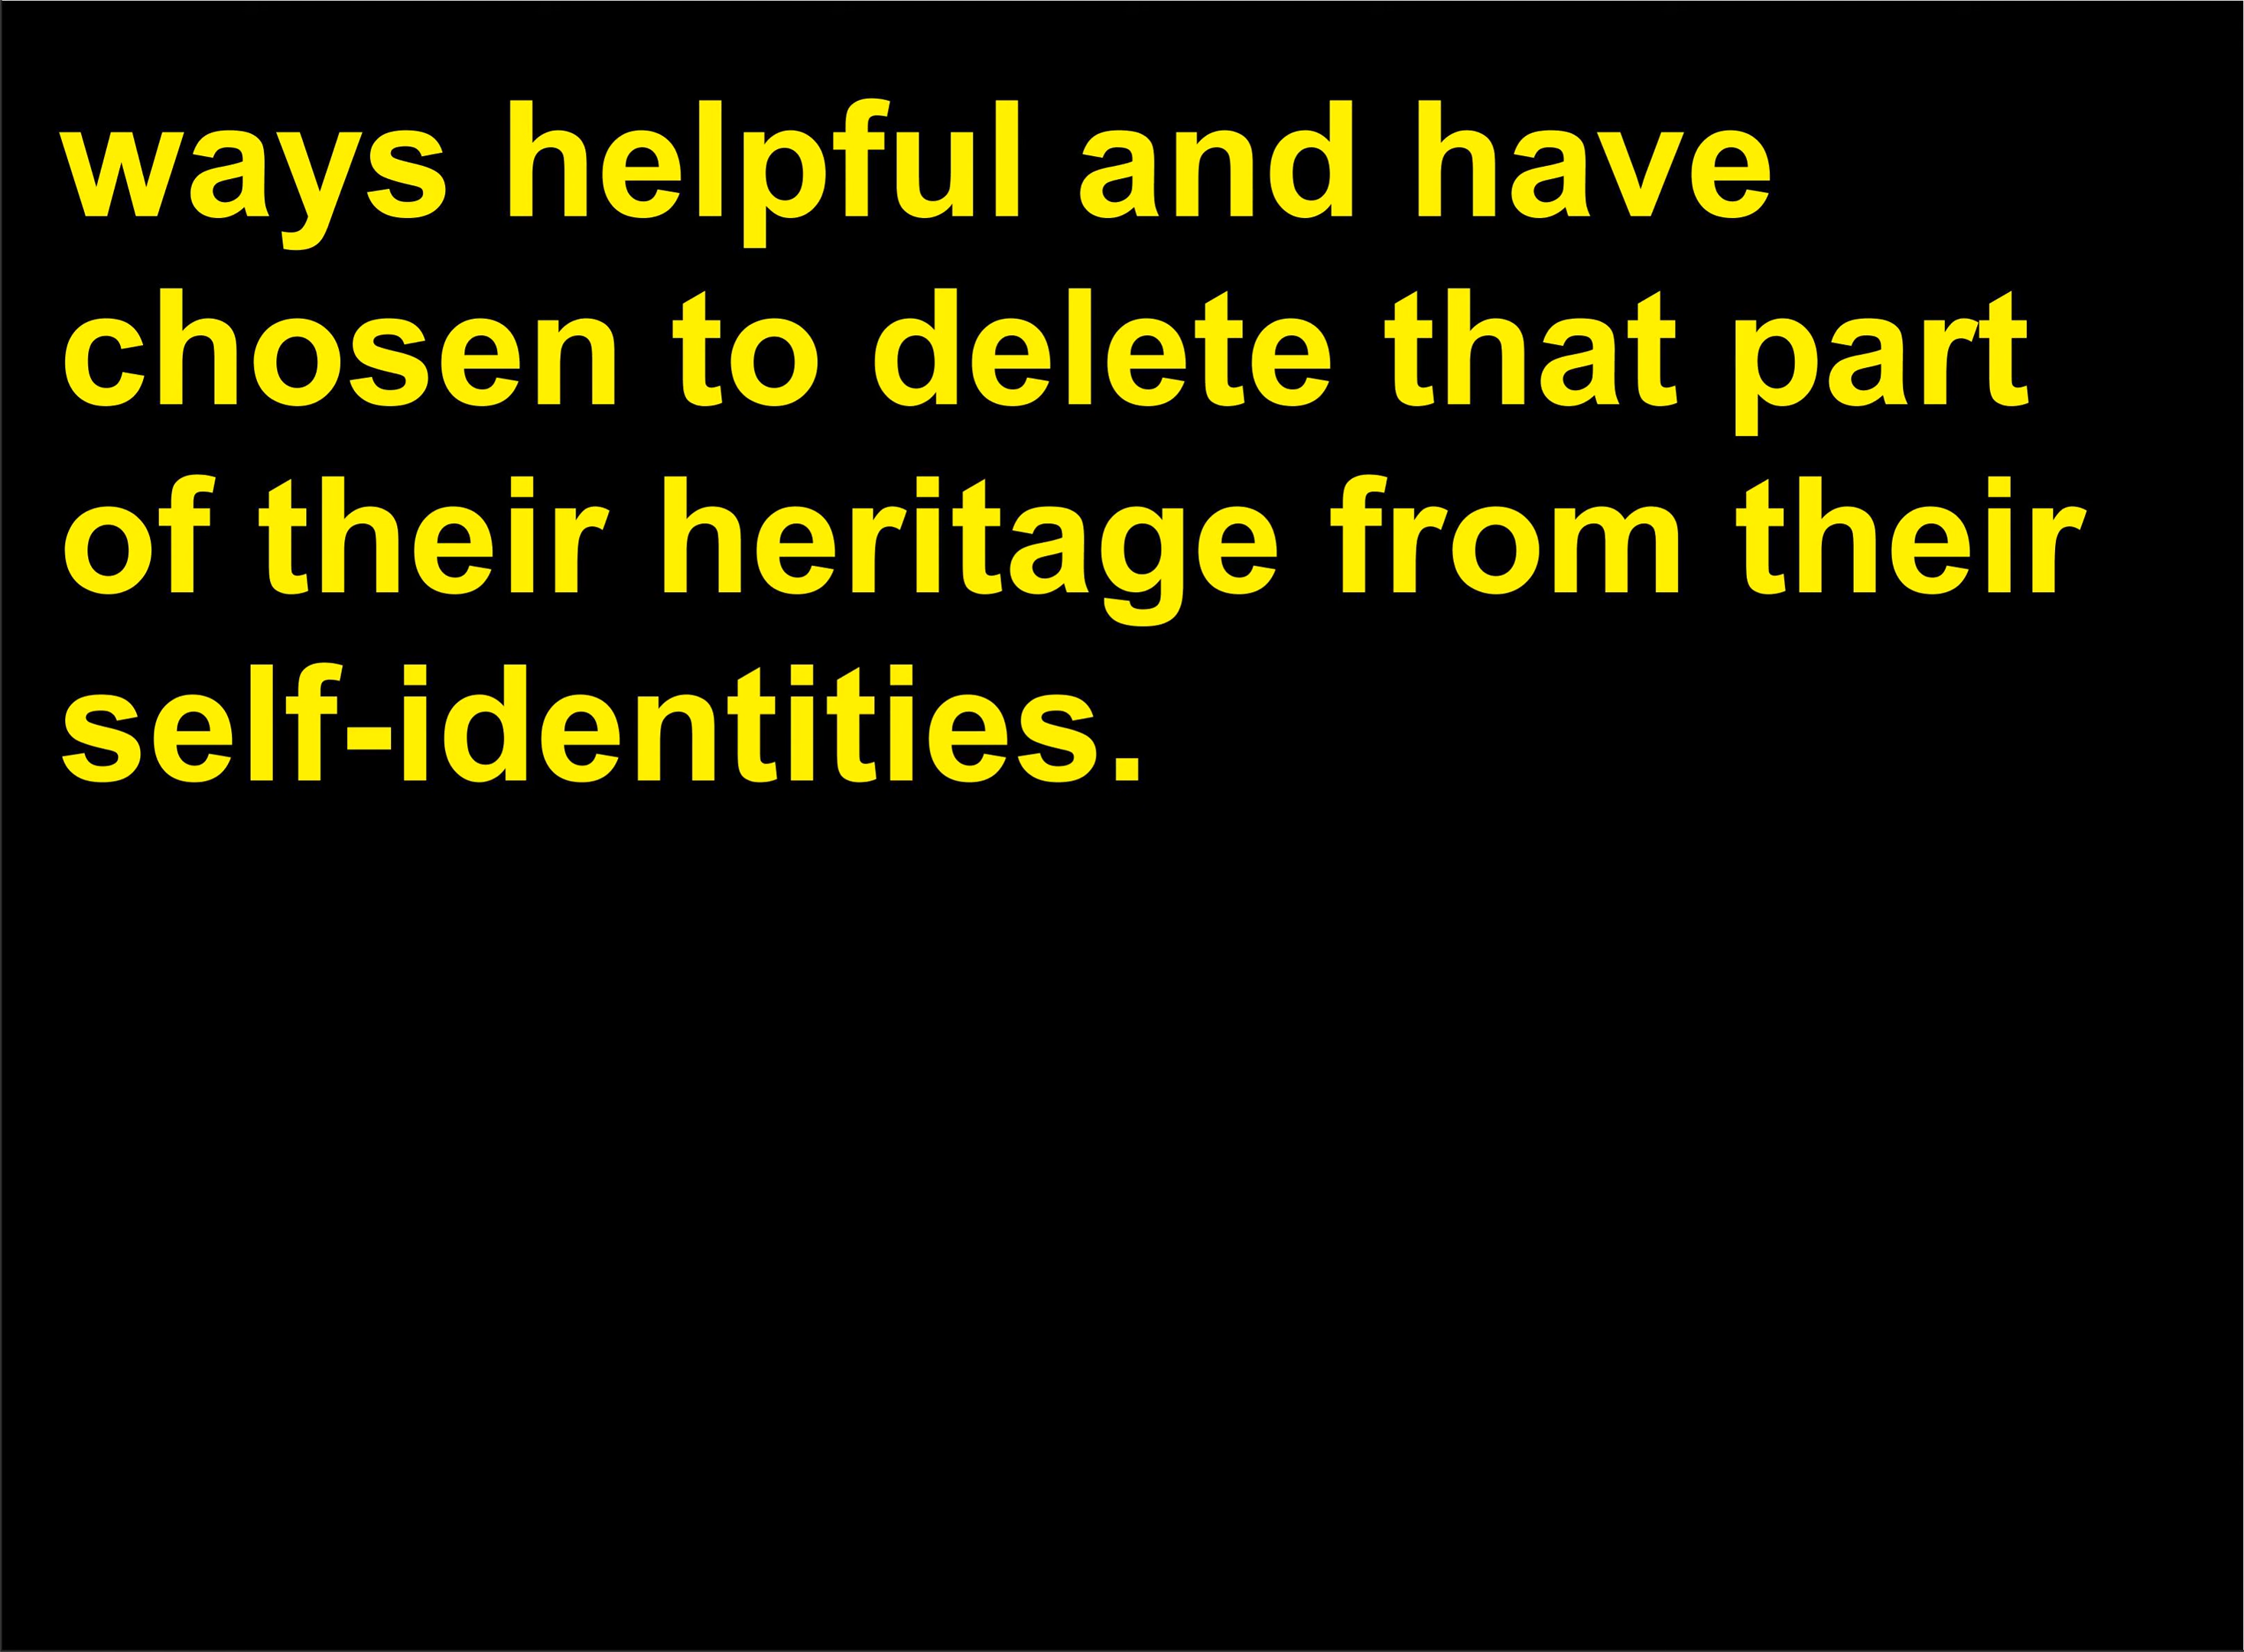 ways helpful and have
chosen to delete that part
of their heritage from their
self-identities.